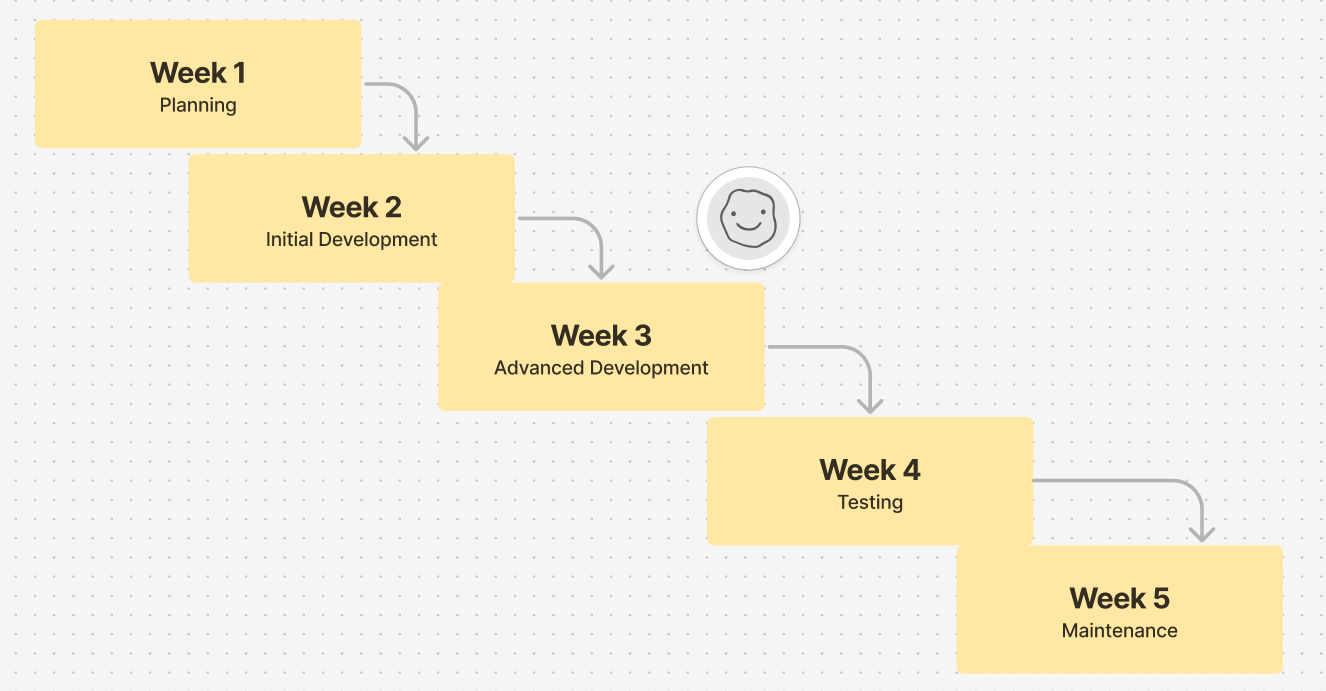 Week 1
Planning
Week 2
Initial Development
Week 3
Advanced Development
Week 4
Testing
Week 5
Maintenance